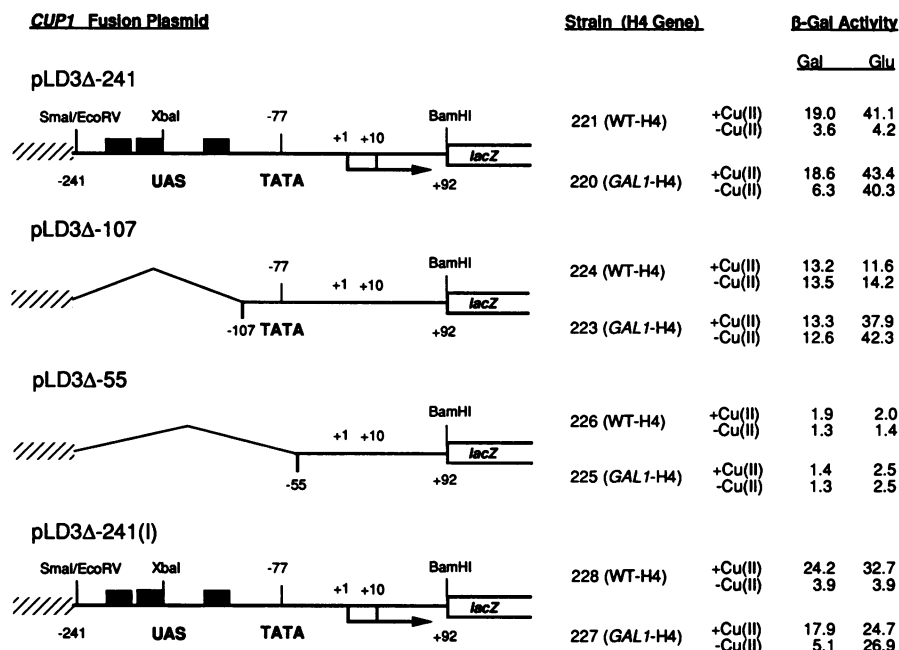 CUP1 Fusion Plasmid
Strain (H4 Gene)
β-Gal Activity
Gal Glu
pLD3Δ-241
SmaI/EcoRV XbaI -77 +1 +10 BamHI
lacZ
-241 UAS TATA +92
221 (WT-H4) +Cu(II) 19.0 41.1
-Cu(II) 3.6 4.2
220 (GAL1-H4) +Cu(II) 18.6 43.4
-Cu(II) 6.3 40.3
pLD3Δ-107
-77 +1 +10 BamHI
lacZ
-107 TATA +92
224 (WT-H4) +Cu(II) 13.2 11.6
-Cu(II) 13.5 14.2
223 (GAL1-H4) +Cu(II) 13.3 37.9
-Cu(II) 12.6 42.3
pLD3Δ-55
+1 +10 BamHI
lacZ
-55 +92
226 (WT-H4) +Cu(II) 1.9 2.0
-Cu(II) 1.3 1.4
225 (GAL1-H4) +Cu(II) 1.4 2.5
-Cu(II) 1.3 2.5
pLD3Δ-241(I)
SmaI/EcoRV XbaI -77 +1 +10 BamHI
lacZ
-241 UAS TATA +92
228 (WT-H4) +Cu(II) 24.2 32.7
-Cu(II) 3.9 3.9
227 (GAL1-H4) +Cu(II) 17.9 24.7
-Cu(II) 5.1 26.9